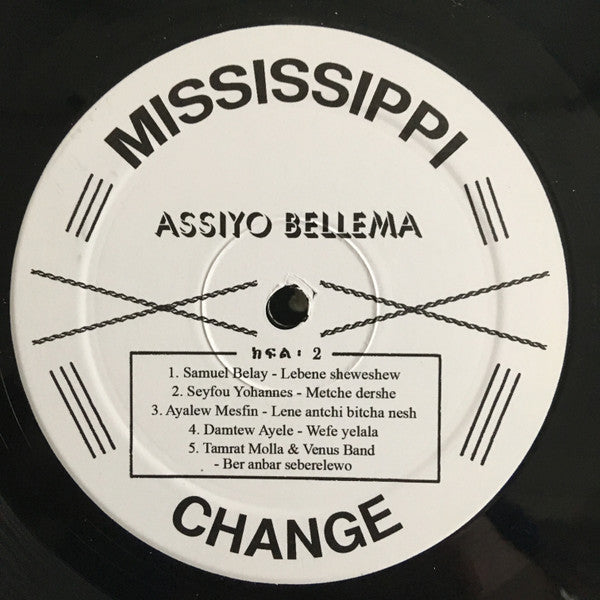 MISSISSIPPI
ASSIYO BELLEMA
ክፍል፡ 2
1. Samuel Belay - Lebene sheweshew
2. Seyfou Yohannes - Metche dershe
3. Ayalew Mesfin - Lene antchi bitcha nesh
4. Damtew Ayele - Wefe yelala
5. Tamrat Molla & Venus Band
- Ber anbar seberelewo
CHANGE